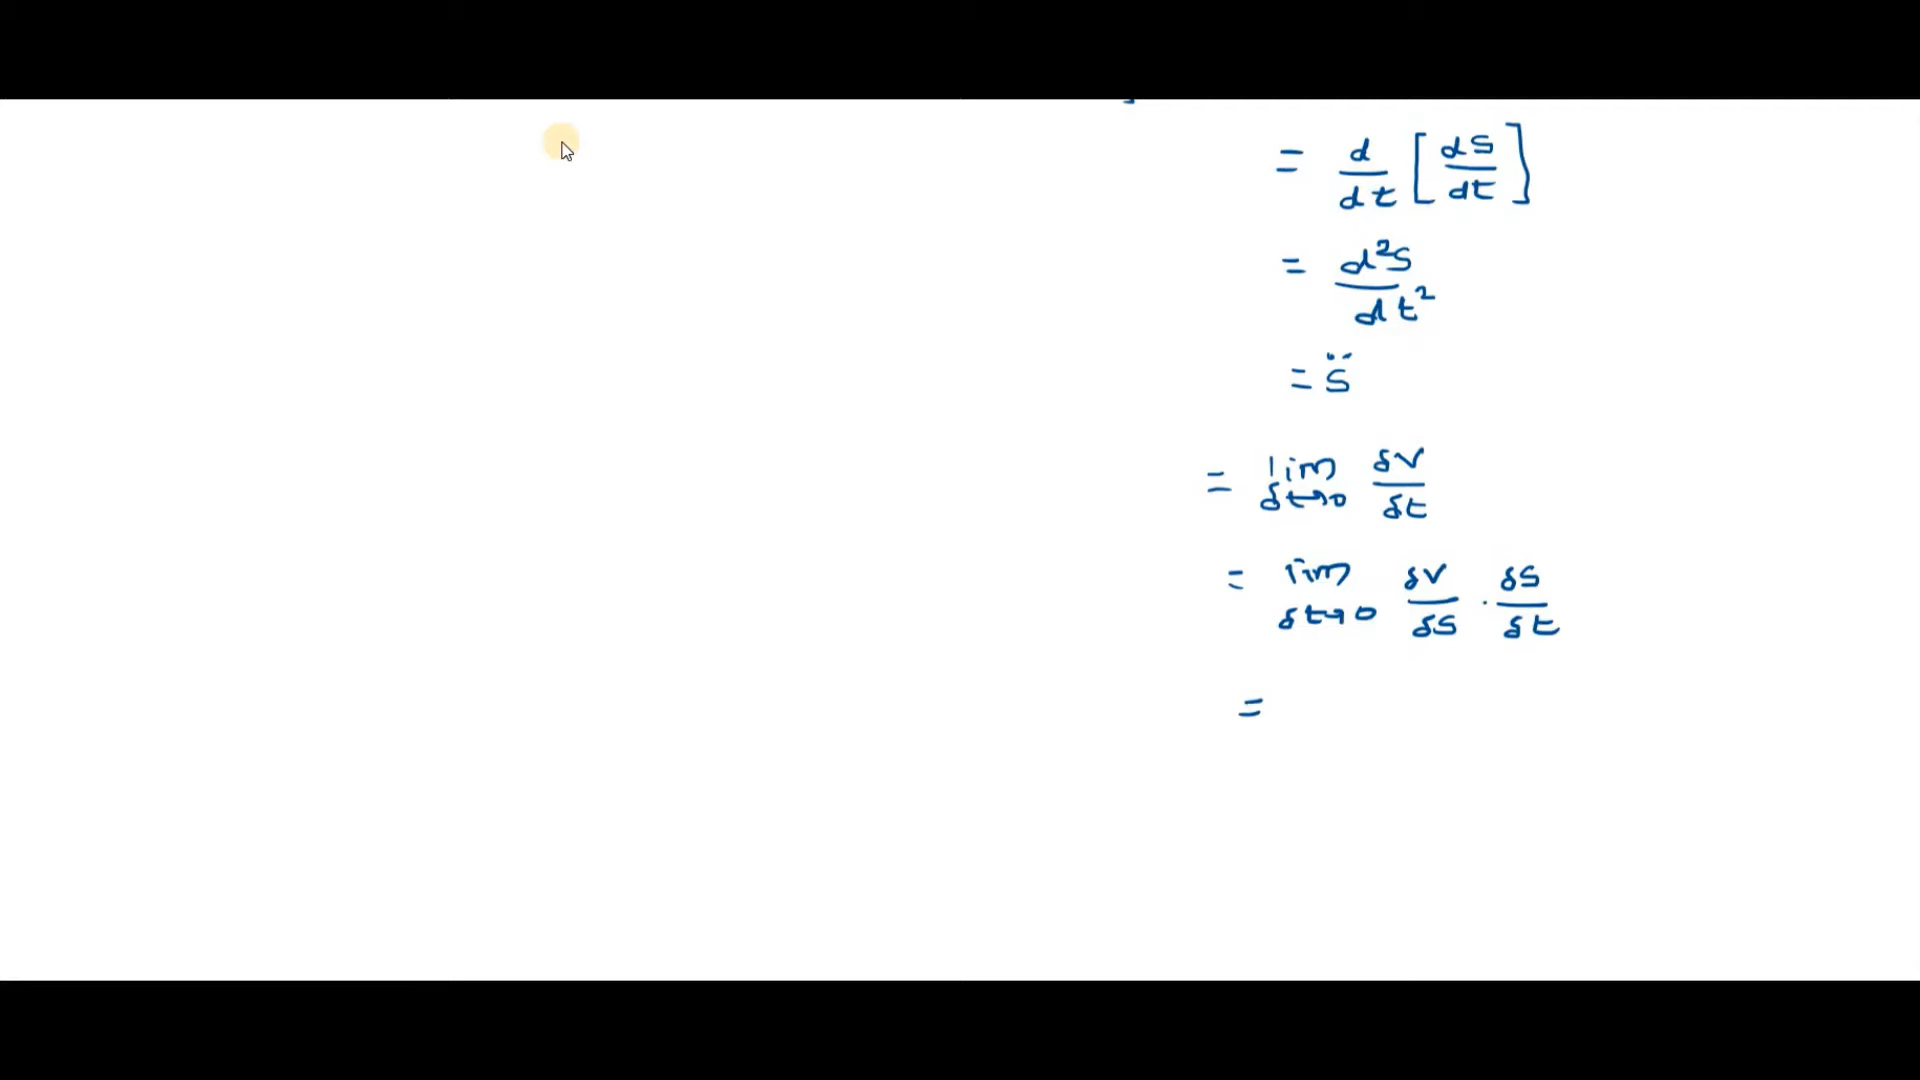 = d/dt [dS/dt]
= d²S/dt²
= s̈
= lim δt→0 δv/δt
= lim δt→0 δv/δs · δs/δt
=